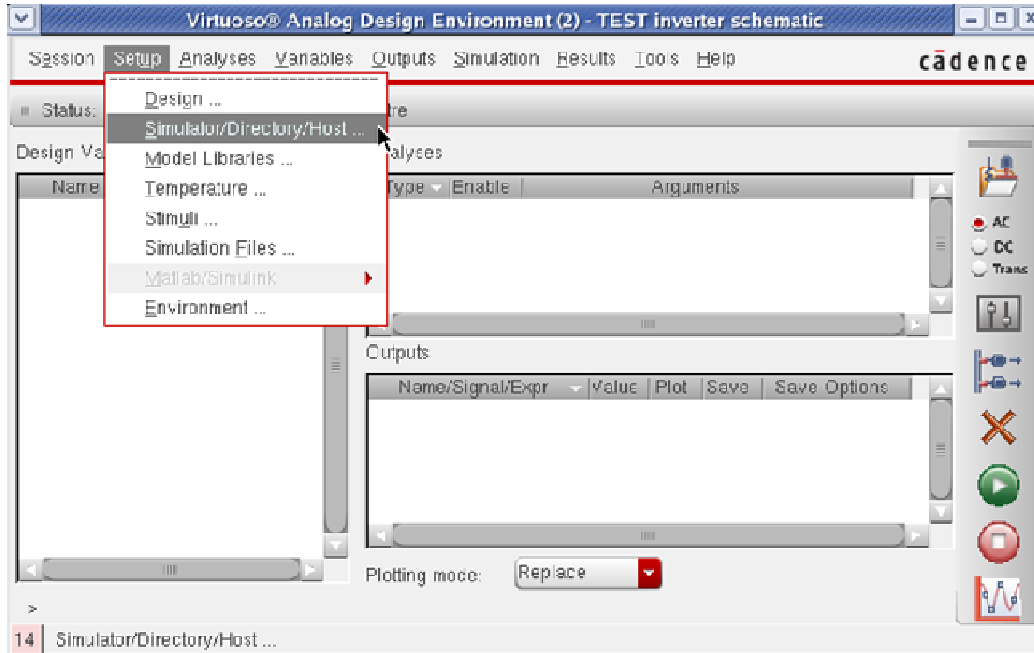 Virtuoso® Analog Design Environment (2) - TEST inverter schematic
Session Setup Analyses Variables Outputs Simulation Results Tools Help
cādence
Status:
Design ...
Simulator/Directory/Host ...
Model Libraries ...
Temperature ...
Stimuli ...
Simulation Files ...
Matlab/Simulink
Environment ...
Design Va
alyses
Name
Type Enable Arguments
AC
DC
Trans
Outputs
Name/Signal/Expr Value Plot Save Save Options
Plotting mode: Replace
>
14 Simulator/Directory/Host ...